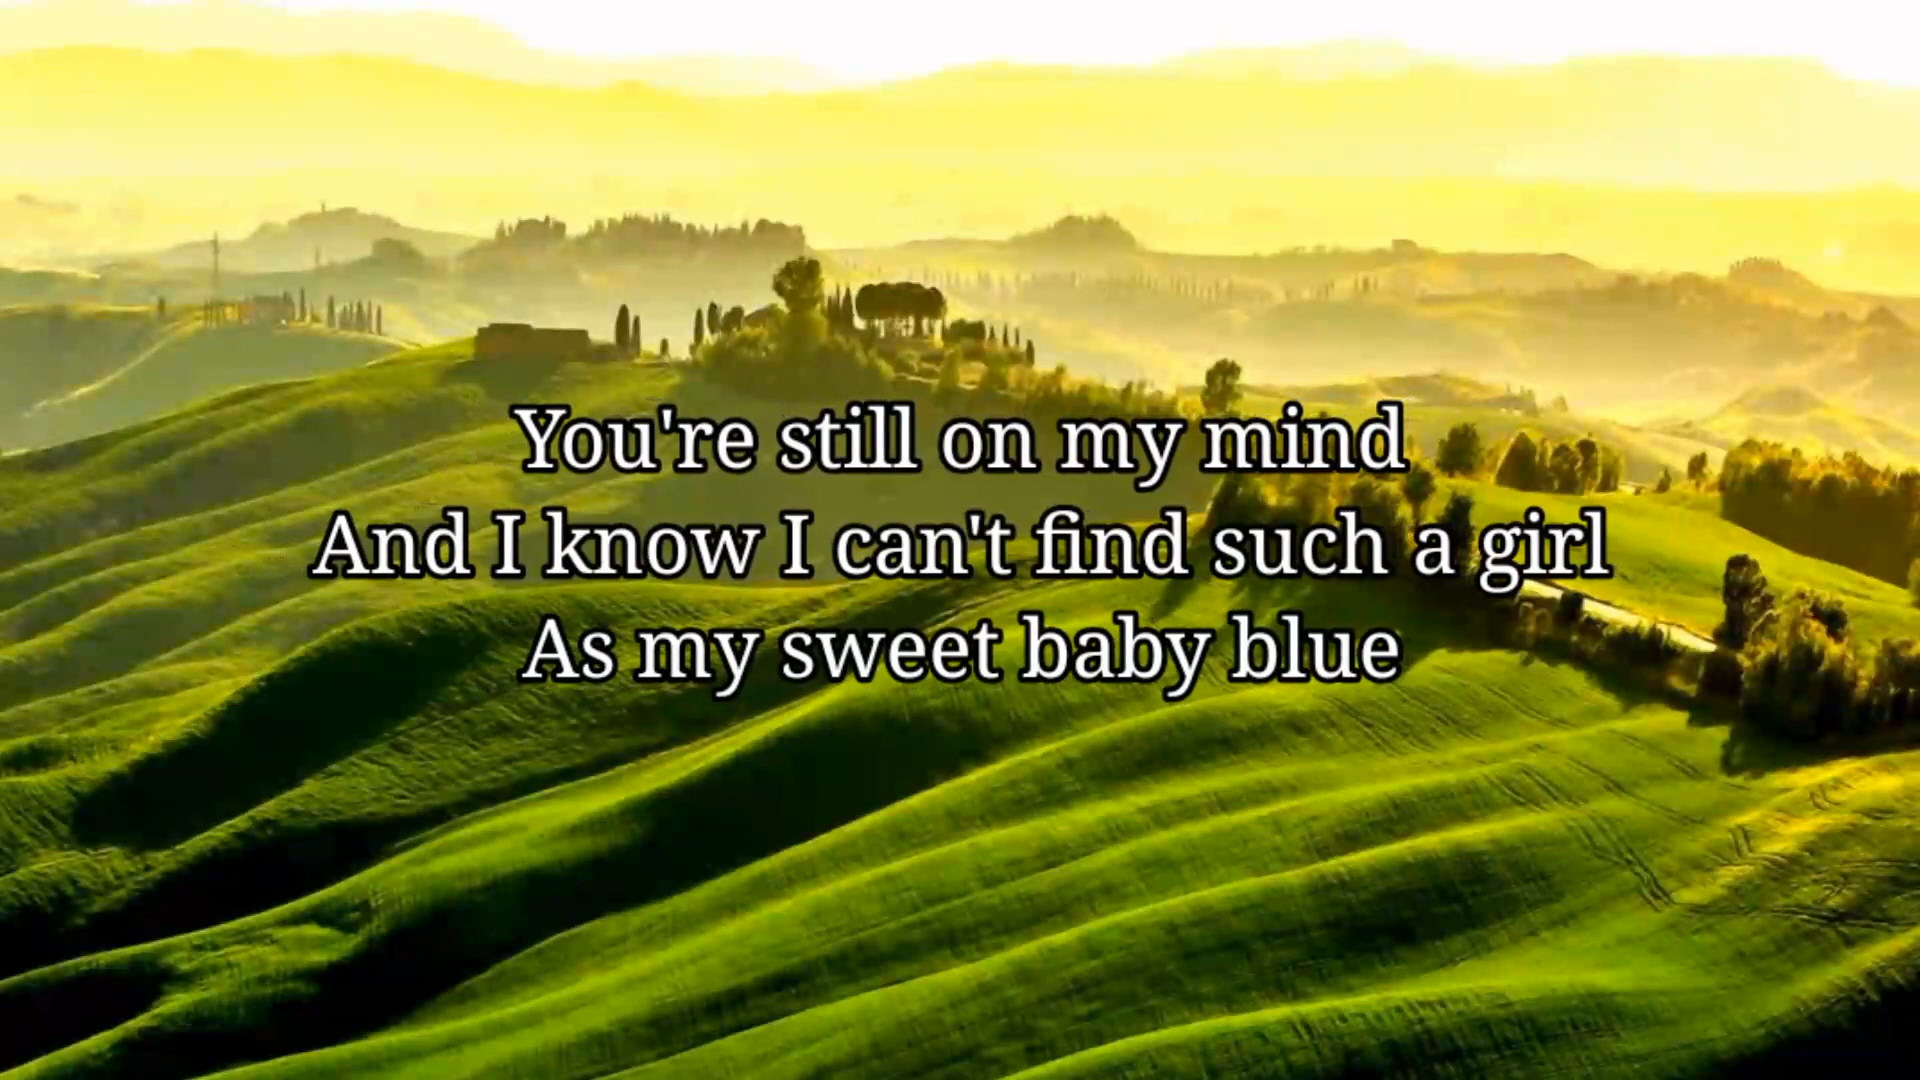 You're still on my mind
And I know I can't find such a girl
As my sweet baby blue